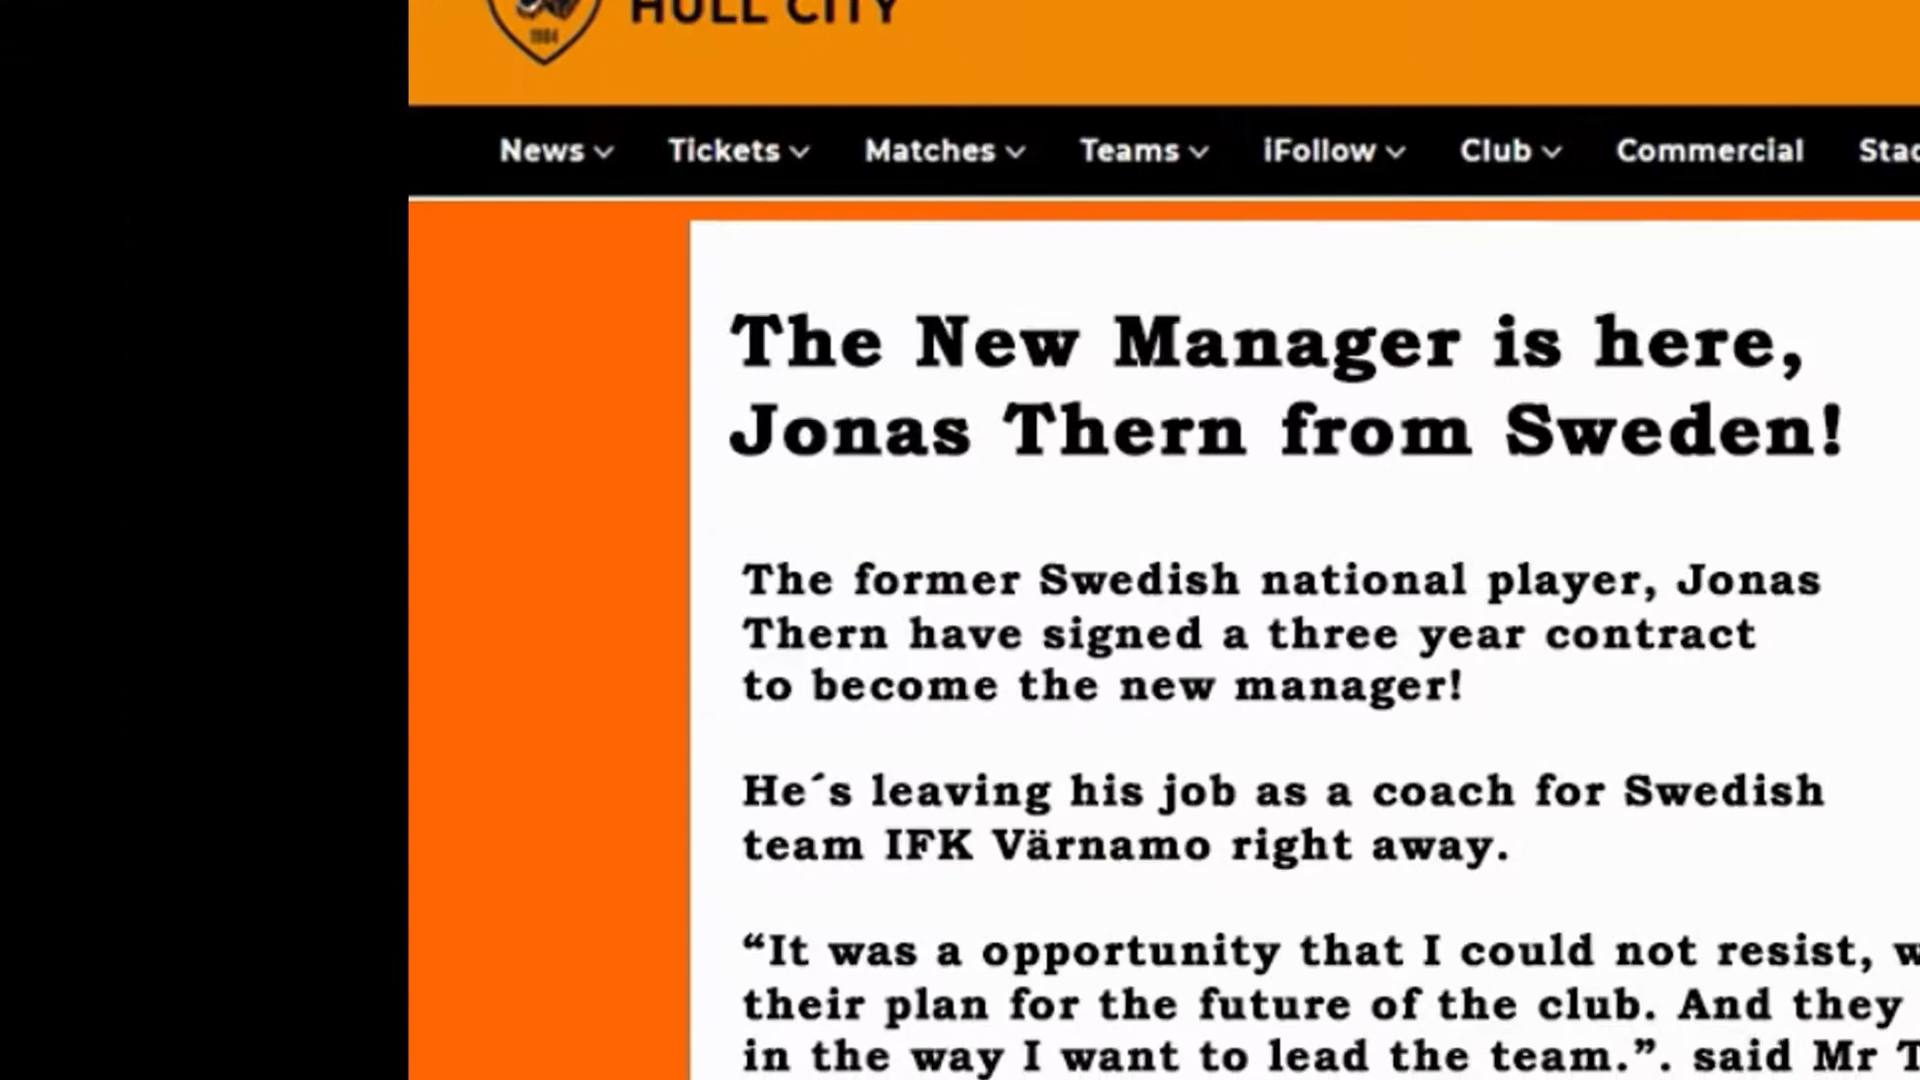 HULL CITY
1904
News Tickets Matches Teams iFollow Club Commercial
The New Manager is here,
Jonas Thern from Sweden!
The former Swedish national player, Jonas
Thern have signed a three year contract
to become the new manager!
He´s leaving his job as a coach for Swedish
team IFK Värnamo right away.
“It was a opportunity that I could not resist,
their plan for the future of the club. And they
in the way I want to lead the team.”. said Mr